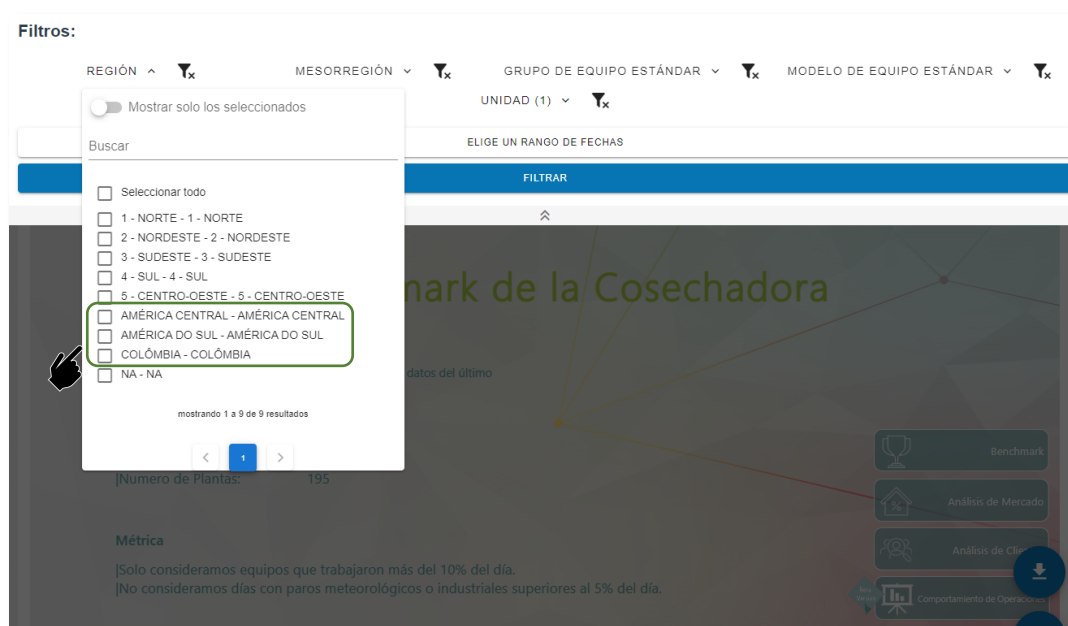 Filtros:
REGIÓN
MESORREGIÓN
GRUPO DE EQUIPO ESTÁNDAR
MODELO DE EQUIPO ESTÁNDAR
UNIDAD (1)
Mostrar solo los seleccionados
Buscar
ELIGE UN RANGO DE FECHAS
FILTRAR
Seleccionar todo
1 - NORTE - 1 - NORTE
2 - NORDESTE - 2 - NORDESTE
3 - SUDESTE - 3 - SUDESTE
4 - SUL - 4 - SUL
5 - CENTRO-OESTE - 5 - CENTRO-OESTE
AMÉRICA CENTRAL - AMÉRICA CENTRAL
AMÉRICA DO SUL - AMÉRICA DO SUL
COLÔMBIA - COLÔMBIA
NA - NA
mostrando 1 a 9 de 9 resultados
1
mark de la Cosechadora
datos del último
|Numero de Plantas: 195
Métrica
|Solo consideramos equipos que trabajaron más del 10% del día.
|No consideramos días con paros meteorológicos o industriales superiores al 5% del día.
Benchmark
Análisis de Mercado
Análisis de Clie
Comportamiento de Operadores